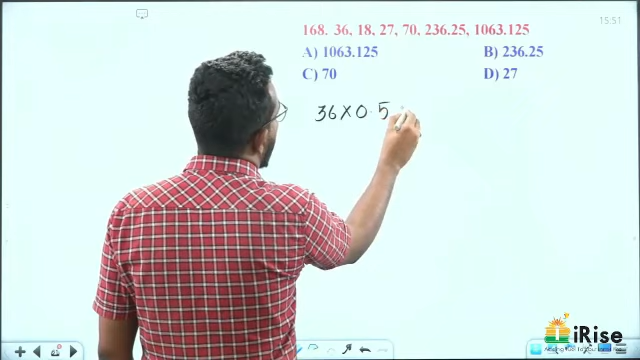 15:51
168. 36, 18, 27, 70, 236.25, 1063.125
A) 1063.125
B) 236.25
C) 70
D) 27
36 × 0.5
iRise